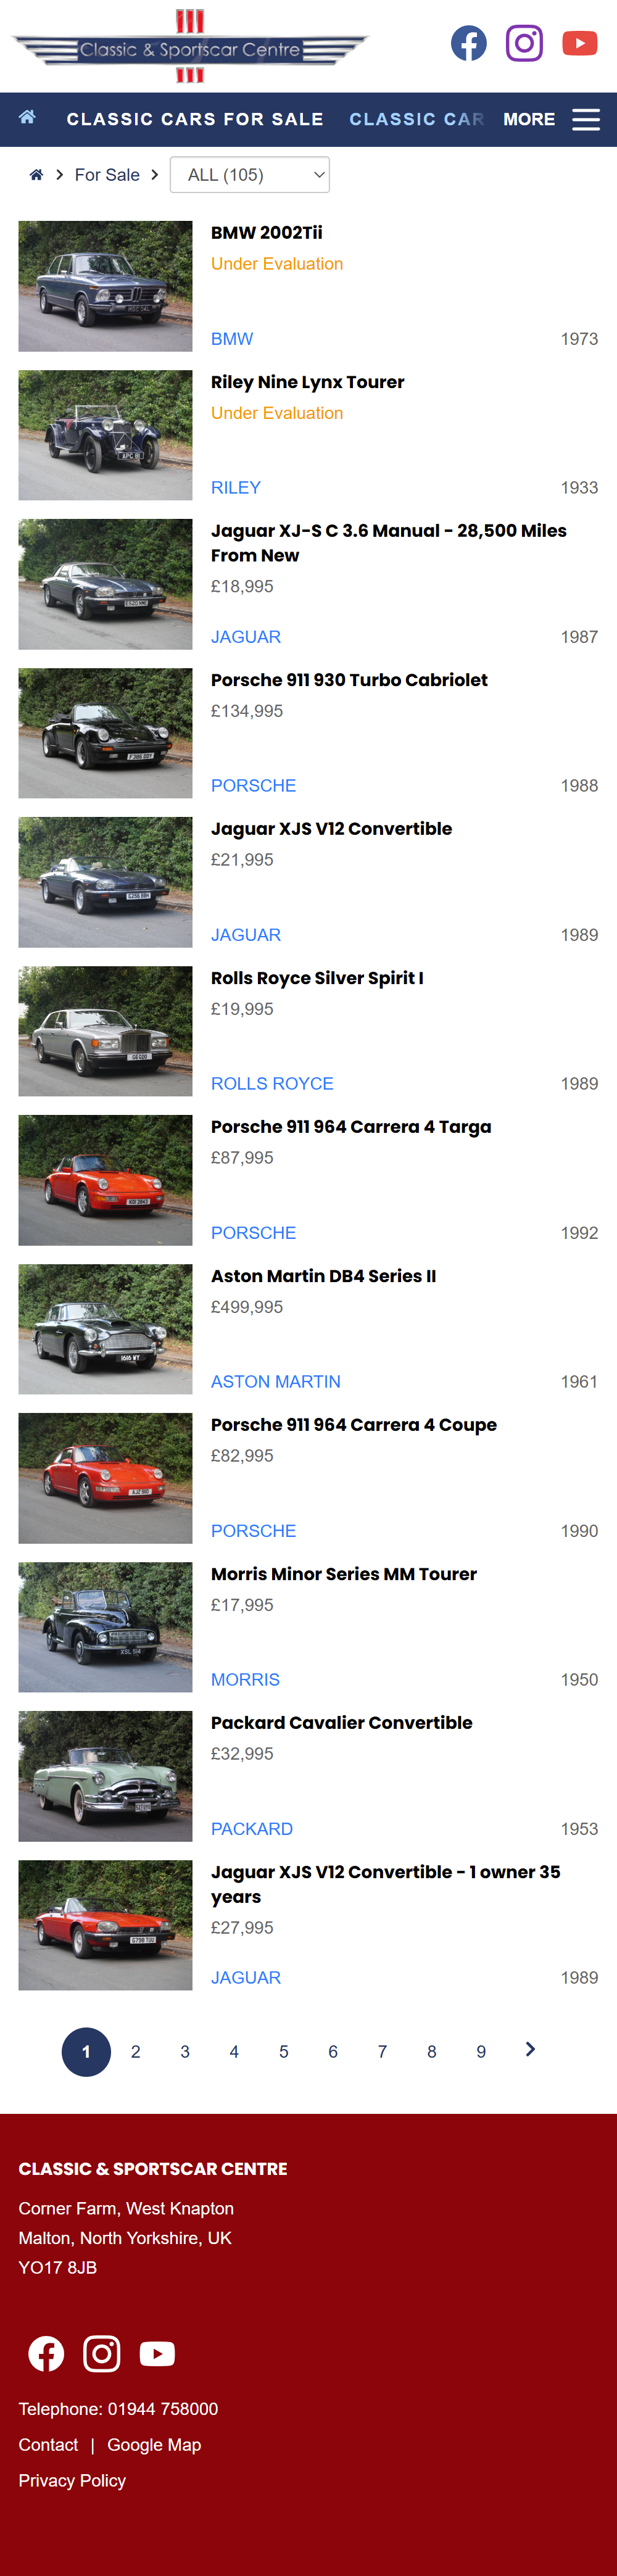 Classic & Sportscar Centre
CLASSIC CARS FOR SALE CLASSIC CAR MORE
For Sale ALL (105)
BMW 2002Tii
Under Evaluation
BMW 1973
Riley Nine Lynx Tourer
Under Evaluation
RILEY 1933
Jaguar XJ-S C 3.6 Manual - 28,500 Miles
From New
£18,995
JAGUAR 1987
Porsche 911 930 Turbo Cabriolet
£134,995
PORSCHE 1988
Jaguar XJS V12 Convertible
£21,995
JAGUAR 1989
Rolls Royce Silver Spirit I
£19,995
ROLLS ROYCE 1989
Porsche 911 964 Carrera 4 Targa
£87,995
PORSCHE 1992
Aston Martin DB4 Series II
£499,995
ASTON MARTIN 1961
1616 WY
Porsche 911 964 Carrera 4 Coupe
£82,995
PORSCHE 1990
Morris Minor Series MM Tourer
£17,995
MORRIS 1950
Packard Cavalier Convertible
£32,995
PACKARD 1953
Jaguar XJS V12 Convertible - 1 owner 35
years
£27,995
JAGUAR 1989
1 2 3 4 5 6 7 8 9
CLASSIC & SPORTSCAR CENTRE
Corner Farm, West Knapton
Malton, North Yorkshire, UK
YO17 8JB
Telephone: 01944 758000
Contact | Google Map
Privacy Policy